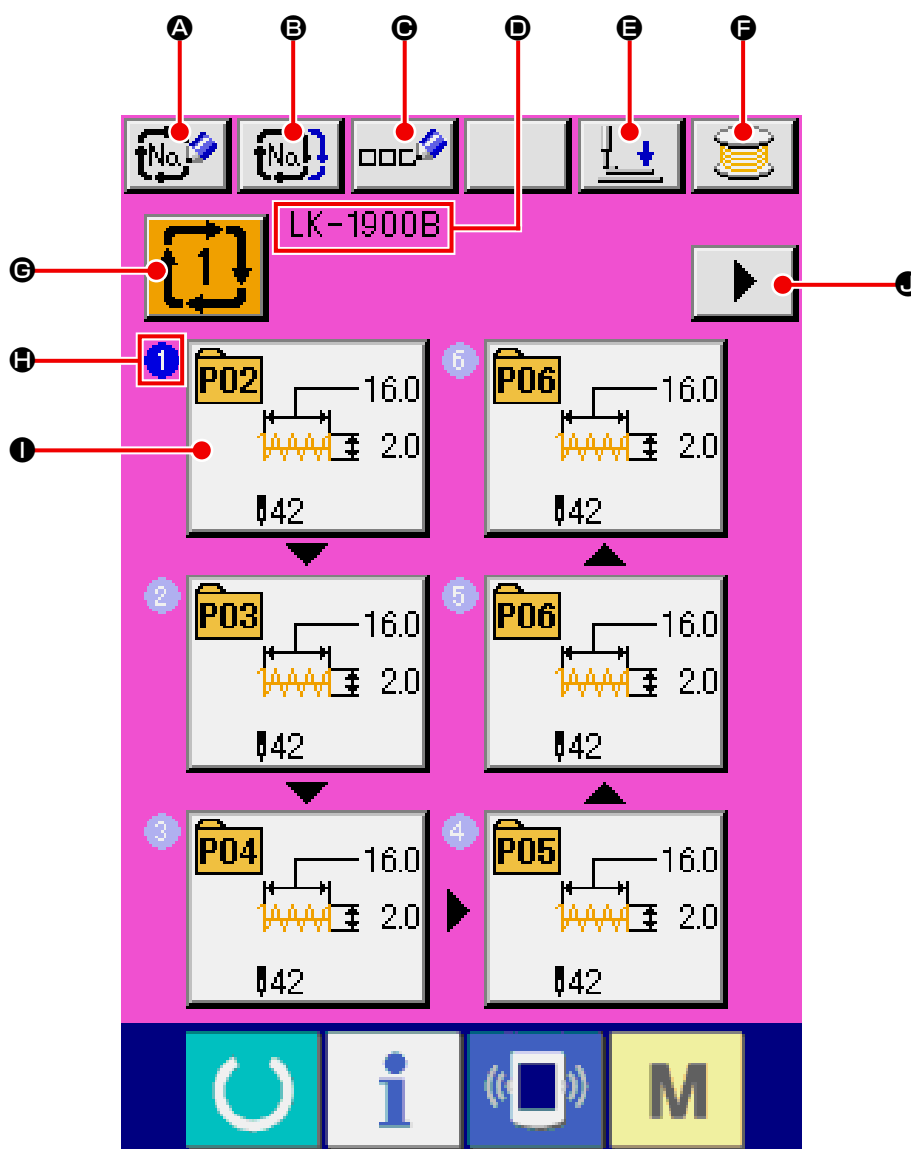 A B C D E F
No. No.
LK-1900B
G 1 J
H 1 P02 16.0 6 P06 16.0
I 2.0 2.0
42 42
2 P03 16.0 5 P06 16.0
2.0 2.0
42 42
3 P04 16.0 4 P05 16.0
2.0 2.0
42 42
i M